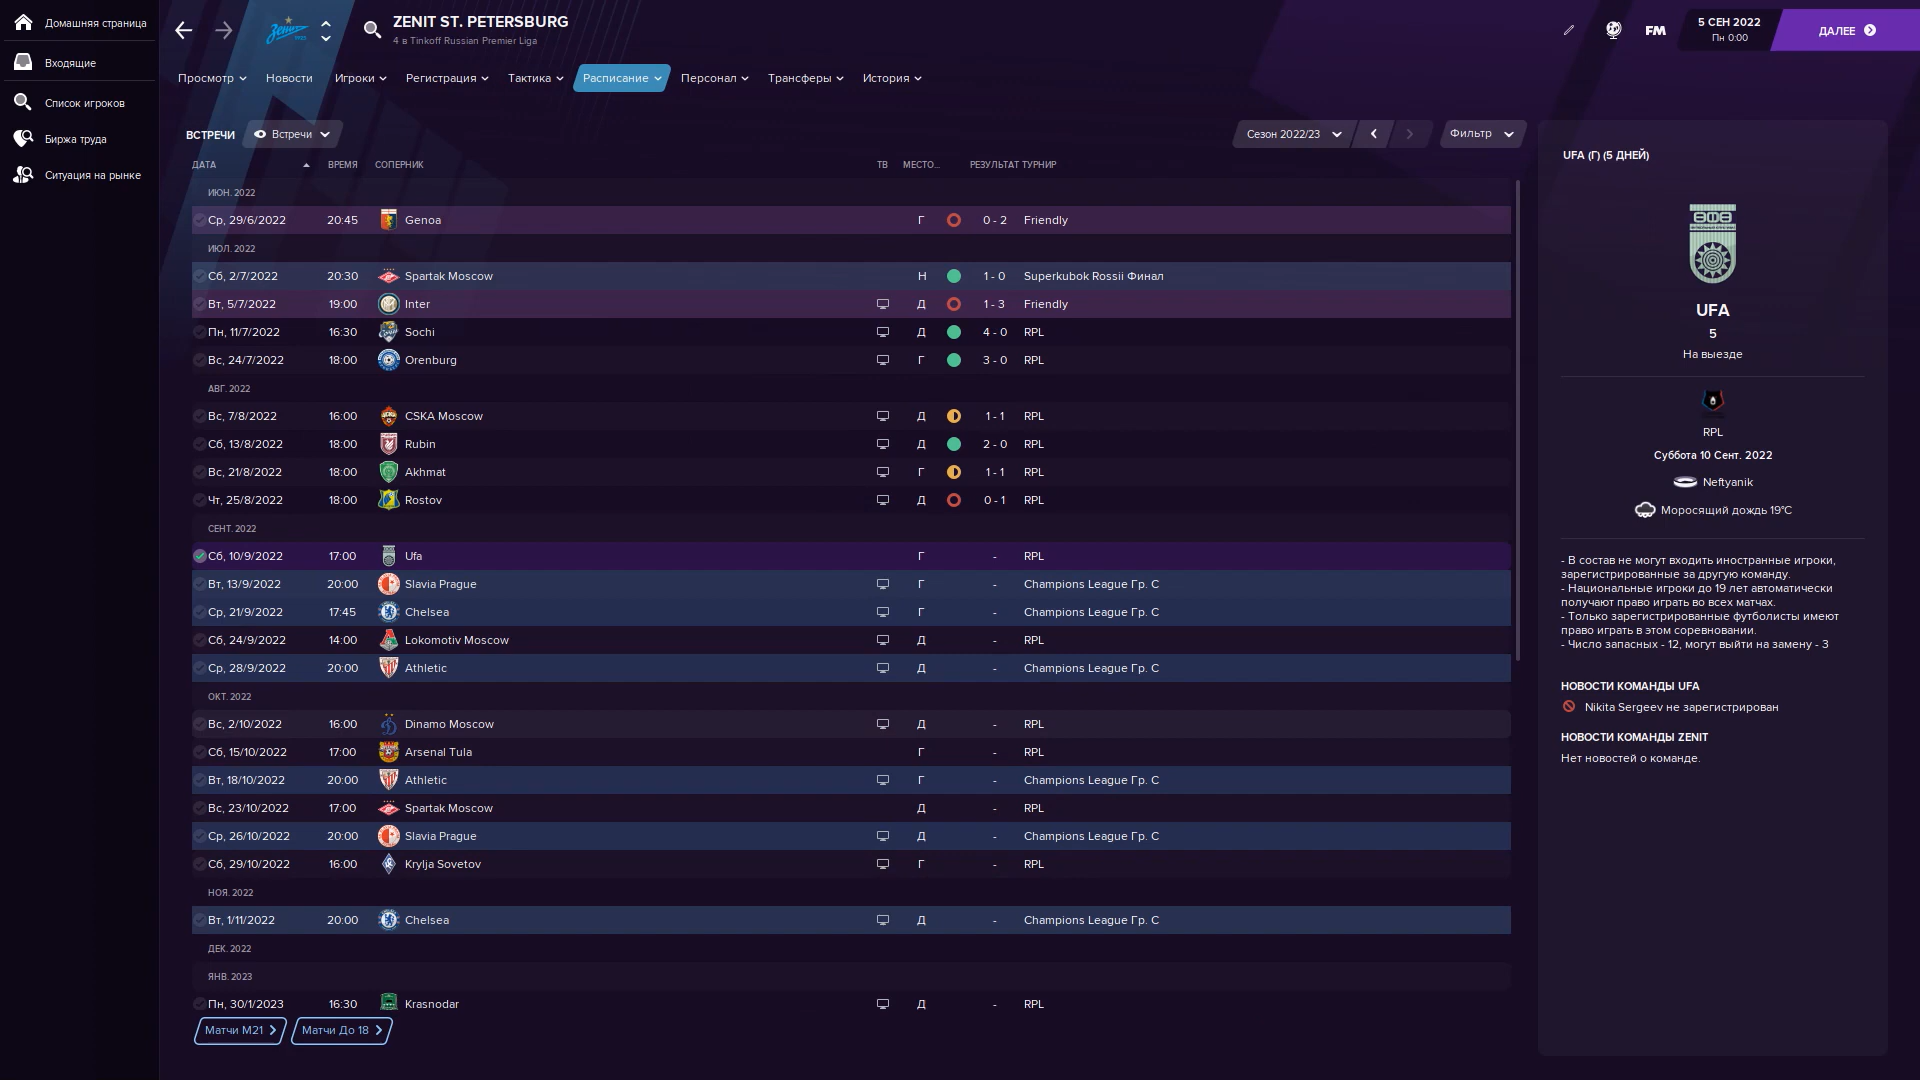 Домашняя страница
Входящие
Список игроков
Биржа труда
Ситуация на рынке
ZENIT ST. PETERSBURG
4 в Tinkoff Russian Premier Liga
FM
5 СЕН 2022
Пн 0:00
ДАЛЕЕ
Просмотр Новости Игроки Регистрация Тактика Расписание Персонал Трансферы История
ВСТРЕЧИ Встречи Сезон 2022/23 Фильтр
ДАТА ВРЕМЯ СОПЕРНИК ТВ МЕСТО... РЕЗУЛЬТАТ ТУРНИР
ИЮН. 2022
Ср, 29/6/2022 20:45 Genoa Г 0 - 2 Friendly
ИЮЛ. 2022
Сб, 2/7/2022 20:30 Spartak Moscow Н 1 - 0 Superkubok Rossii Финал
Вт, 5/7/2022 19:00 Inter Д 1 - 3 Friendly
Пн, 11/7/2022 16:30 Sochi Д 4 - 0 RPL
Вс, 24/7/2022 18:00 Orenburg Г 3 - 0 RPL
АВГ. 2022
Вс, 7/8/2022 16:00 CSKA Moscow Д 1 - 1 RPL
Сб, 13/8/2022 18:00 Rubin Д 2 - 0 RPL
Вс, 21/8/2022 18:00 Akhmat Г 1 - 1 RPL
Чт, 25/8/2022 18:00 Rostov Д 0 - 1 RPL
СЕНТ. 2022
Сб, 10/9/2022 17:00 Ufa Г - RPL
Вт, 13/9/2022 20:00 Slavia Prague Г - Champions League Гр. C
Ср, 21/9/2022 17:45 Chelsea Г - Champions League Гр. C
Сб, 24/9/2022 14:00 Lokomotiv Moscow Д - RPL
Ср, 28/9/2022 20:00 Athletic Д - Champions League Гр. C
ОКТ. 2022
Вс, 2/10/2022 16:00 Dinamo Moscow Д - RPL
Сб, 15/10/2022 17:00 Arsenal Tula Г - RPL
Вт, 18/10/2022 20:00 Athletic Г - Champions League Гр. C
Вс, 23/10/2022 17:00 Spartak Moscow Д - RPL
Ср, 26/10/2022 20:00 Slavia Prague Д - Champions League Гр. C
Сб, 29/10/2022 16:00 Krylja Sovetov Г - RPL
НОЯ. 2022
Вт, 1/11/2022 20:00 Chelsea Д - Champions League Гр. C
ДЕК. 2022
ЯНВ. 2023
Пн, 30/1/2023 16:30 Krasnodar Д - RPL
Матчи М21 Матчи До 18
UFA (Г) (5 ДНЕЙ)
UFA
5
На выезде
RPL
Суббота 10 Сент. 2022
Neftyanik
Моросящий дождь 19°C
- В состав не могут входить иностранные игроки,
зарегистрированные за другую команду.
- Национальные игроки до 19 лет автоматически
получают право играть во всех матчах.
- Только зарегистрированные футболисты имеют
право играть в этом соревновании.
- Число запасных - 12, могут выйти на замену - 3
НОВОСТИ КОМАНДЫ UFA
Nikita Sergeev не зарегистрирован
НОВОСТИ КОМАНДЫ ZENIT
Нет новостей о команде.